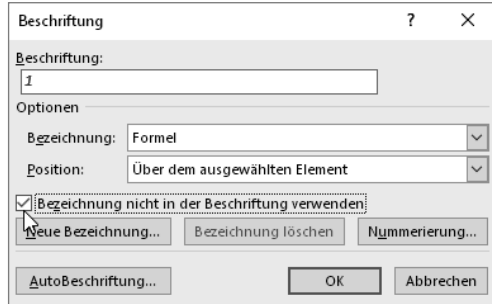 Beschriftung ? ×
Beschriftung:
1
Optionen
Bezeichnung: Formel
Position: Über dem ausgewählten Element
Bezeichnung nicht in der Beschriftung verwenden
Neue Bezeichnung... Bezeichnung löschen Nummerierung...
AutoBeschriftung... OK Abbrechen